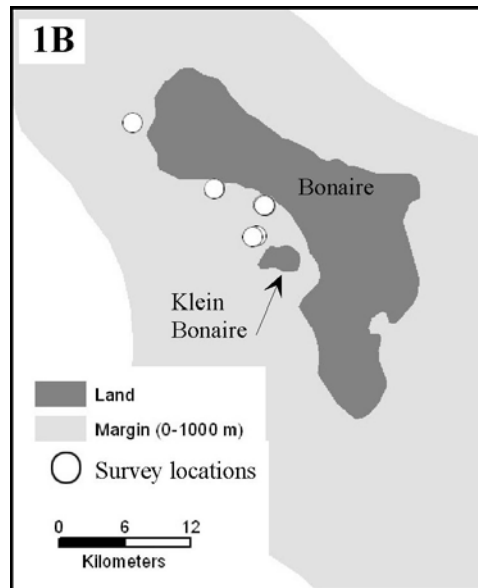 1B
Bonaire
Klein
Bonaire
Land
Margin (0-1000 m)
Survey locations
0 6 12
Kilometers